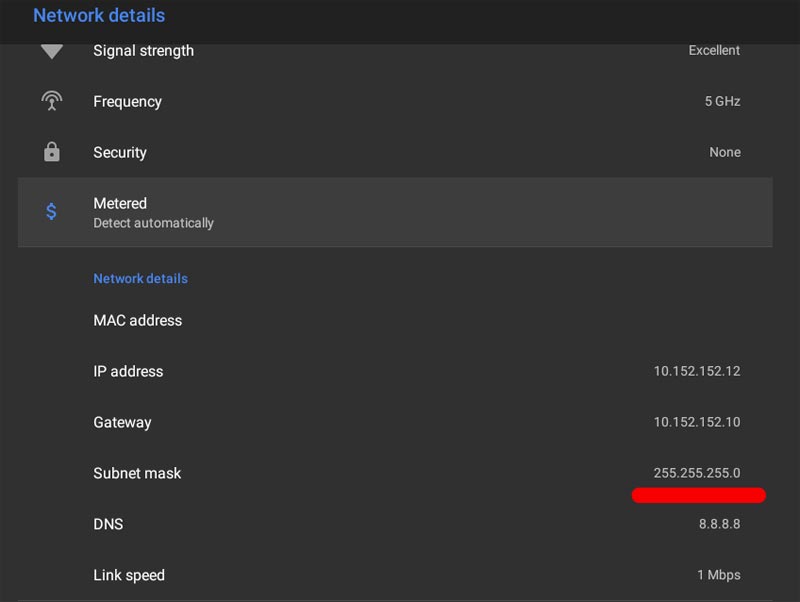 Network details
Signal strength Excellent
Frequency 5 GHz
Security None
$ Metered
Detect automatically
Network details
MAC address
IP address 10.152.152.12
Gateway 10.152.152.10
Subnet mask 255.255.255.0
DNS 8.8.8.8
Link speed 1 Mbps